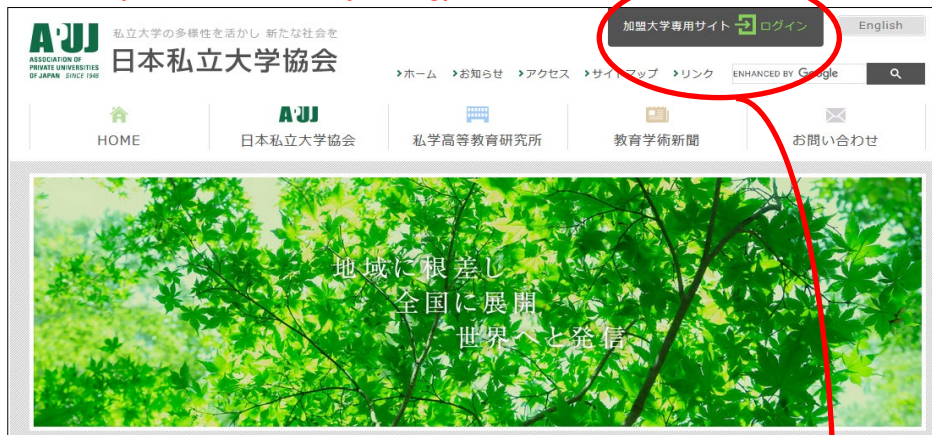 APUJ
ASSOCIATION OF
PRIVATE UNIVERSITIES
OF JAPAN SINCE 1946
私立大学の多様性を活かし 新たな社会を
日本私立大学協会
加盟大学専用サイト ログイン
English
ホーム お知らせ アクセス サイトマップ リンク
ENHANCED BY Google
HOME
APUJ
日本私立大学協会
私学高等教育研究所
教育学術新聞
お問い合わせ
地域に根差し
全国に展開
世界へと発信